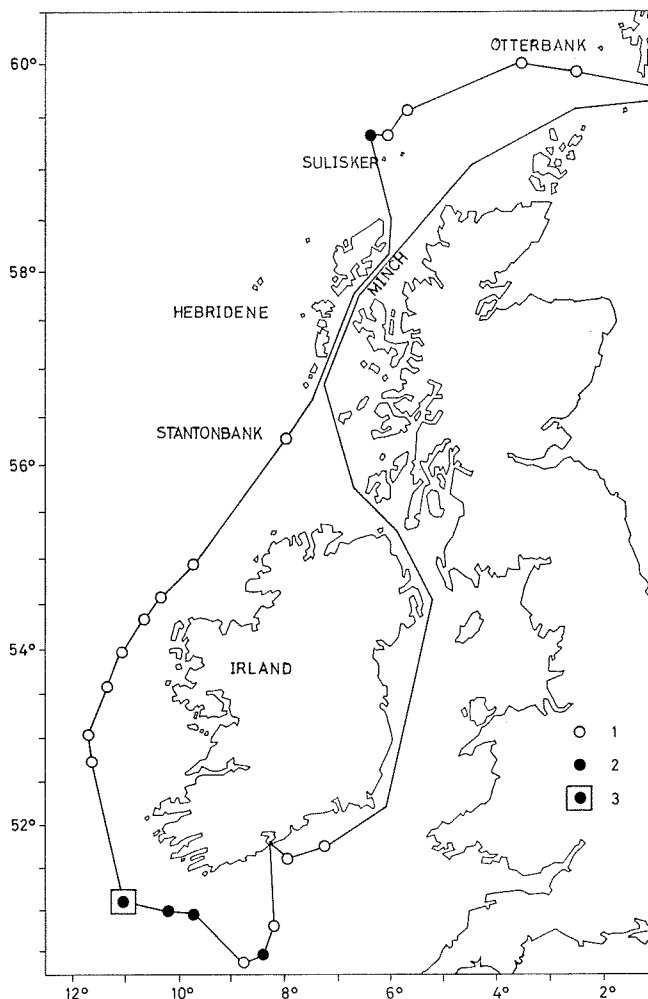 OTTERBANK
60°
SULISKER
58°
MINCH
HEBRIDENE
STANTONBANK
56°
54°
IRLAND
1
2
3
52°
12° 10° 8° 6° 4° 2°